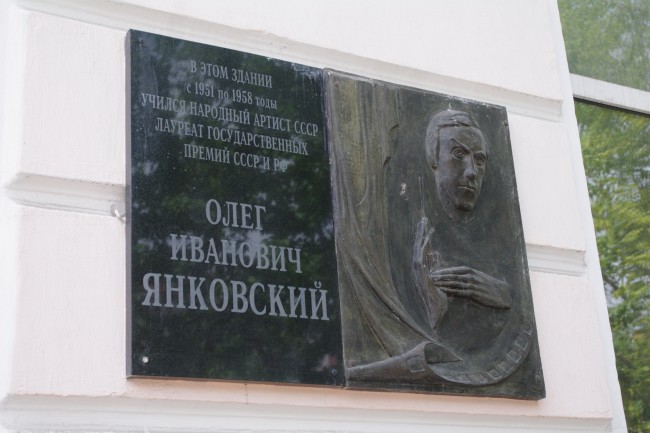 В ЭТОМ ЗДАНИИ
с 1951 по 1958 годы
УЧИЛСЯ НАРОДНЫЙ АРТИСТ СССР
ЛАУРЕАТ ГОСУДАРСТВЕННЫХ
ПРЕМИЙ СССР И РФ
ОЛЕГ
ИВАНОВИЧ
ЯНКОВСКИЙ